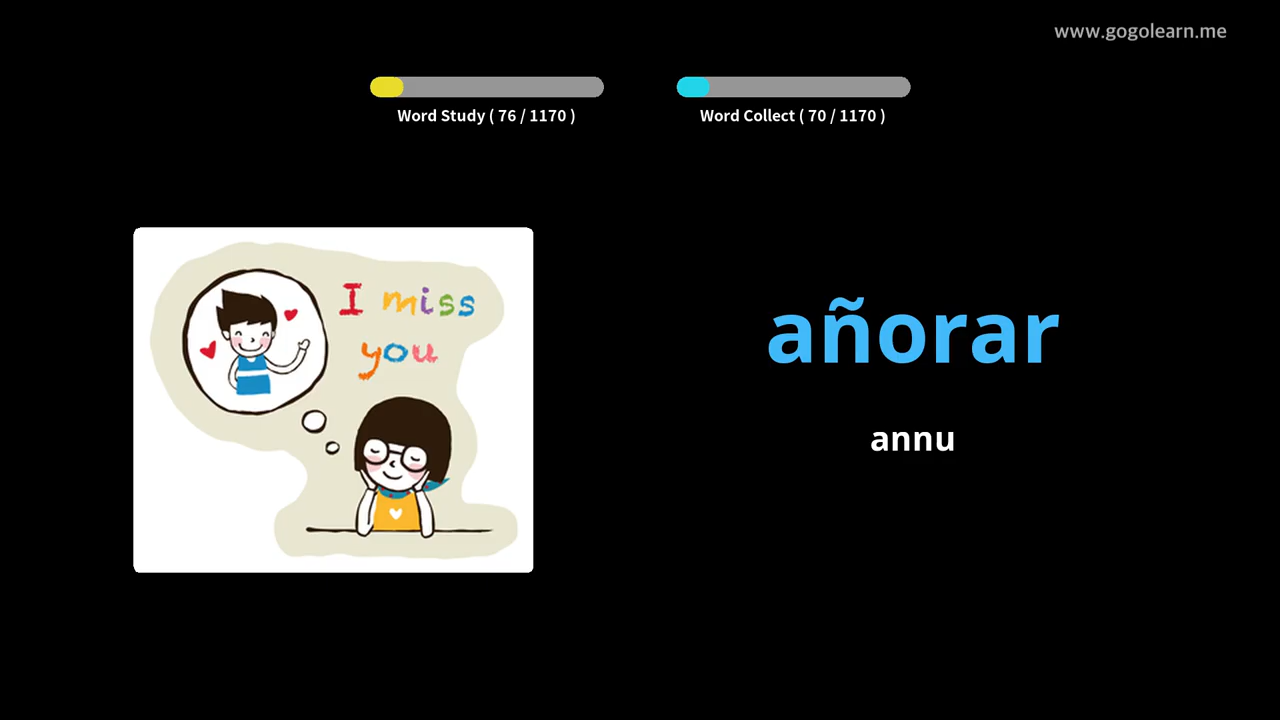 www.gogolearn.me
Word Study ( 76 / 1170 )
Word Collect ( 70 / 1170 )
I miss
you
añorar
annu